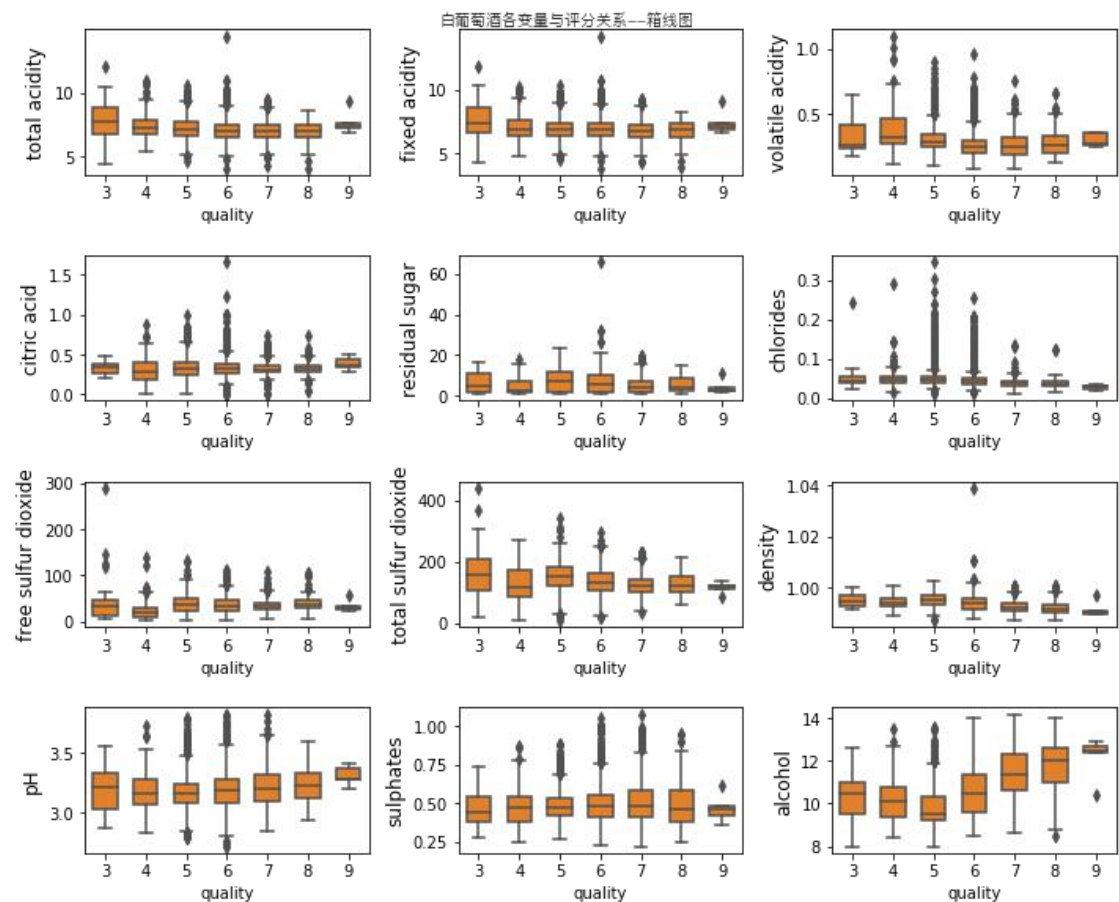 白葡萄酒各变量与评分关系--箱线图
total acidity
10
5
3 4 5 6 7 8 9
quality
fixed acidity
10
5
3 4 5 6 7 8 9
quality
volatile acidity
1.0
0.5
3 4 5 6 7 8 9
quality
citric acid
1.5
1.0
0.5
0.0
3 4 5 6 7 8 9
quality
residual sugar
60
40
20
0
3 4 5 6 7 8 9
quality
chlorides
0.3
0.2
0.1
0.0
3 4 5 6 7 8 9
quality
free sulfur dioxide
300
200
100
0
3 4 5 6 7 8 9
quality
total sulfur dioxide
400
200
0
3 4 5 6 7 8 9
quality
density
1.04
1.02
1.00
3 4 5 6 7 8 9
quality
pH
3.5
3.0
3 4 5 6 7 8 9
quality
sulphates
1.00
0.75
0.50
0.25
3 4 5 6 7 8 9
quality
alcohol
14
12
10
8
3 4 5 6 7 8 9
quality